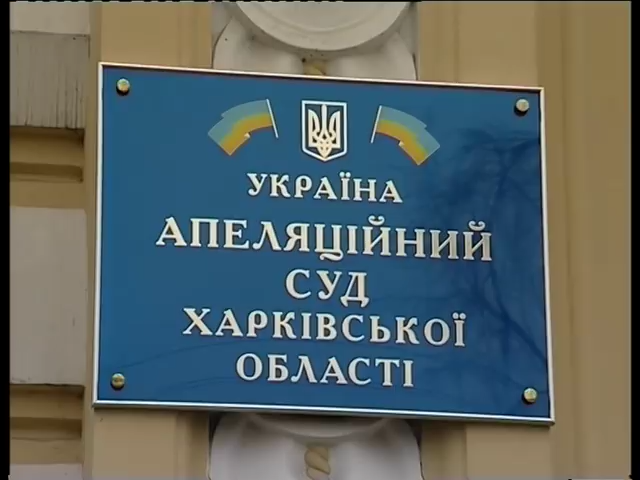 УКРАЇНА
АПЕЛЯЦІЙНИЙ
СУД
ХАРКІВСЬКОЇ
ОБЛАСТІ